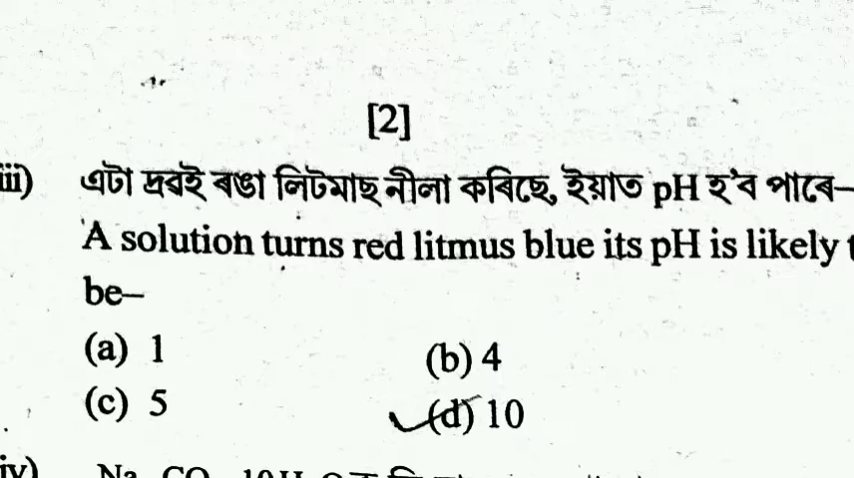 [2]
iii) এটা দ্ৰৱই ৰঙা লিটমাছ নীলা কৰিছে, ইয়াত pH হ'ব পাৰে–
A solution turns red litmus blue its pH is likely
be–
(a) 1 (b) 4
(c) 5 (d) 10
iv)